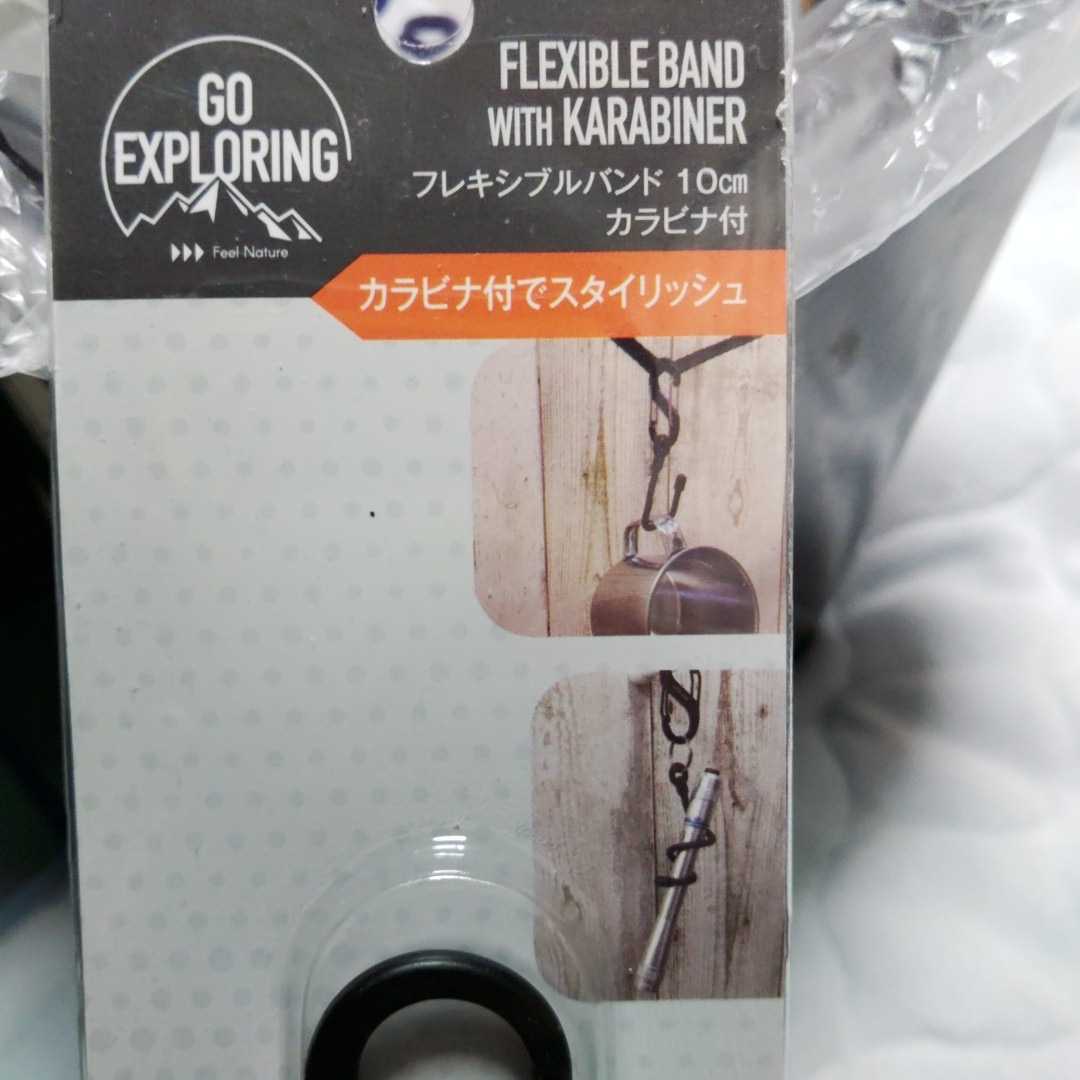 GO
EXPLORING
Feel Nature
FLEXIBLE BAND
WITH KARABINER
フレキシブルバンド 10cm
カラビナ付
カラビナ付でスタイリッシュ